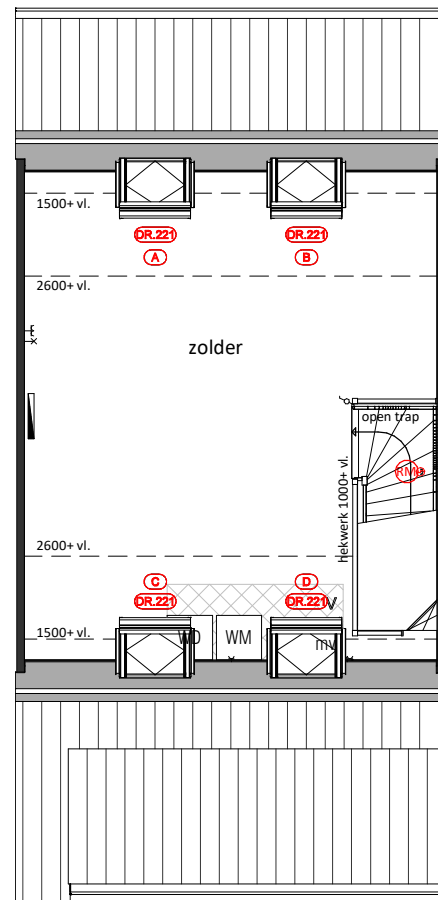 1500+ vl.
DR.221
DR.221
A
B
2600+ vl.
zolder
open trap
hekwerk 1000+ vl.
2600+ vl.
C
D
DR.221
DR.221
V
1500+ vl.
WD
WM
mv